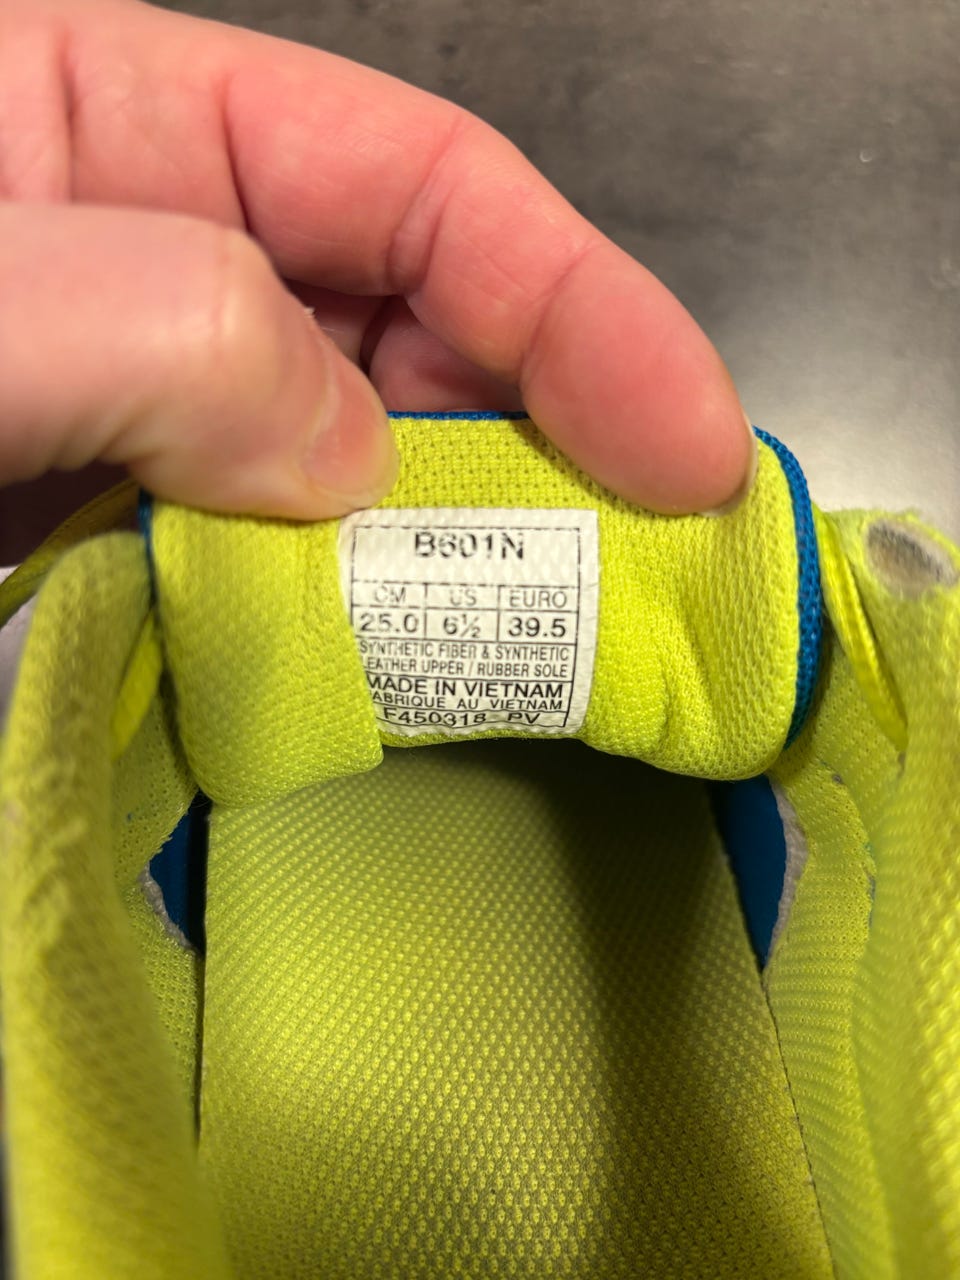 B601N
CM US EURO
25.0 6½ 39.5
SYNTHETIC FIBER & SYNTHETIC
LEATHER UPPER / RUBBER SOLE
MADE IN VIETNAM
FABRIQUE AU VIETNAM
F450318 PV